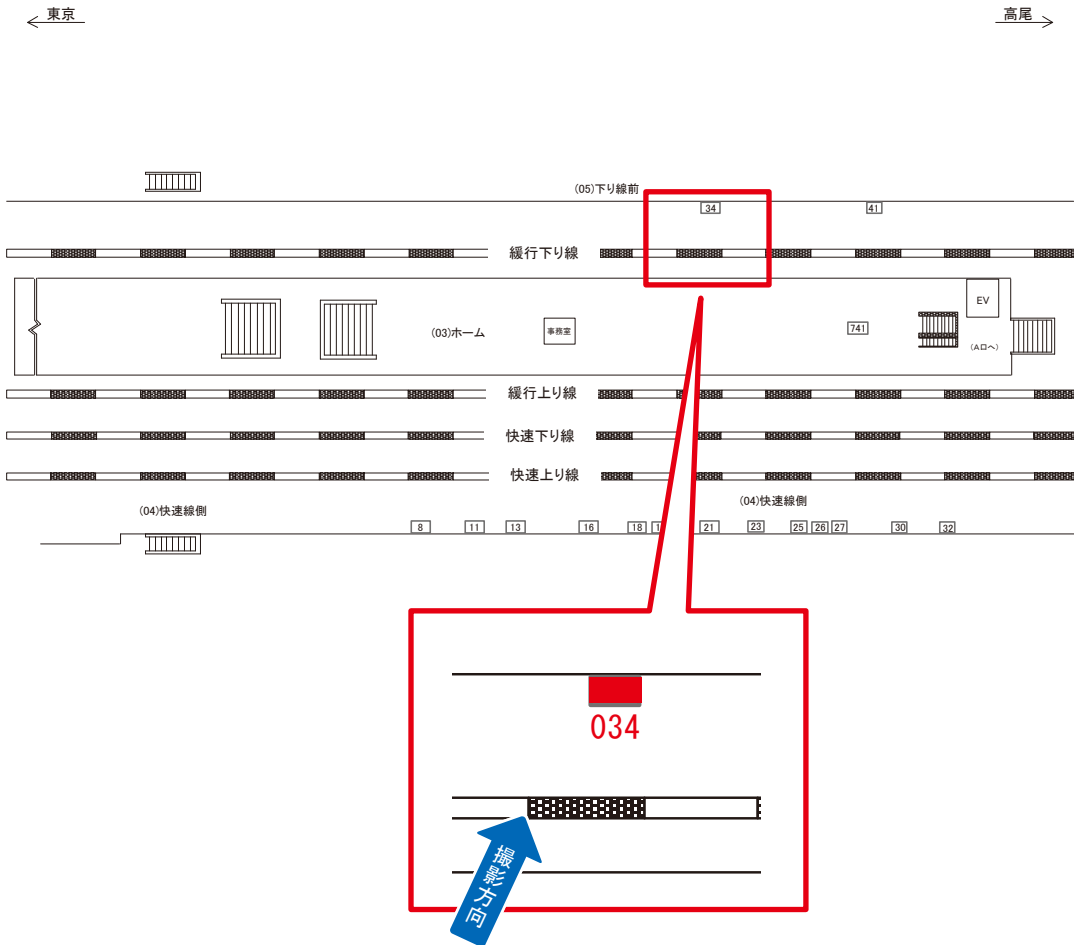 東京
高尾
(05)下り線前
34
41
緩行下り線
EV
(03)ホーム
事務室
741
(A口へ)
緩行上り線
快速下り線
快速上り線
(04)快速線側
(04)快速線側
8
11
13
16
18
21
23
25
26
27
30
32
034
撮影方向